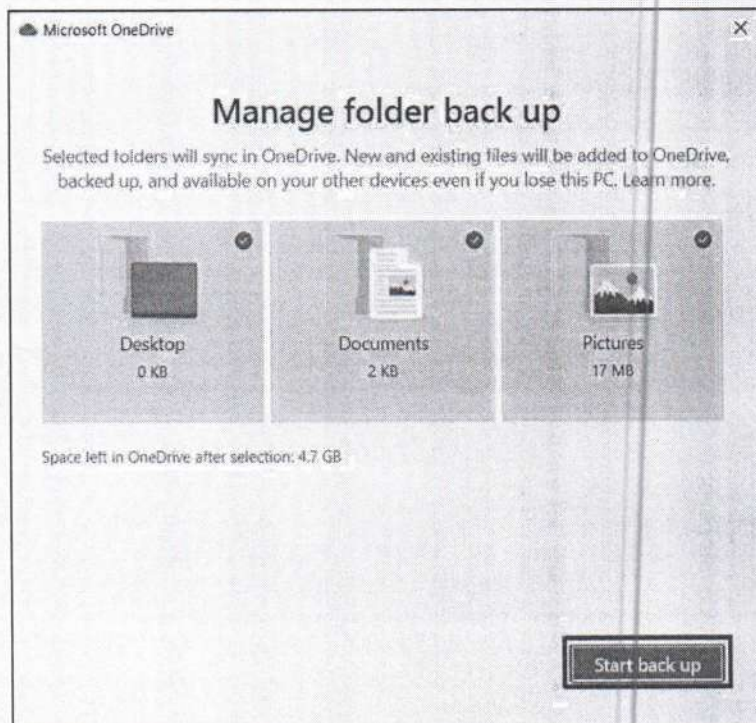 Microsoft OneDrive
Manage folder back up
Selected folders will sync in OneDrive. New and existing files will be added to OneDrive,
backed up, and available on your other devices even if you lose this PC. Learn more.
Desktop
0 KB
Documents
2 KB
Pictures
17 MB
Space left in OneDrive after selection: 4.7 GB
Start back up